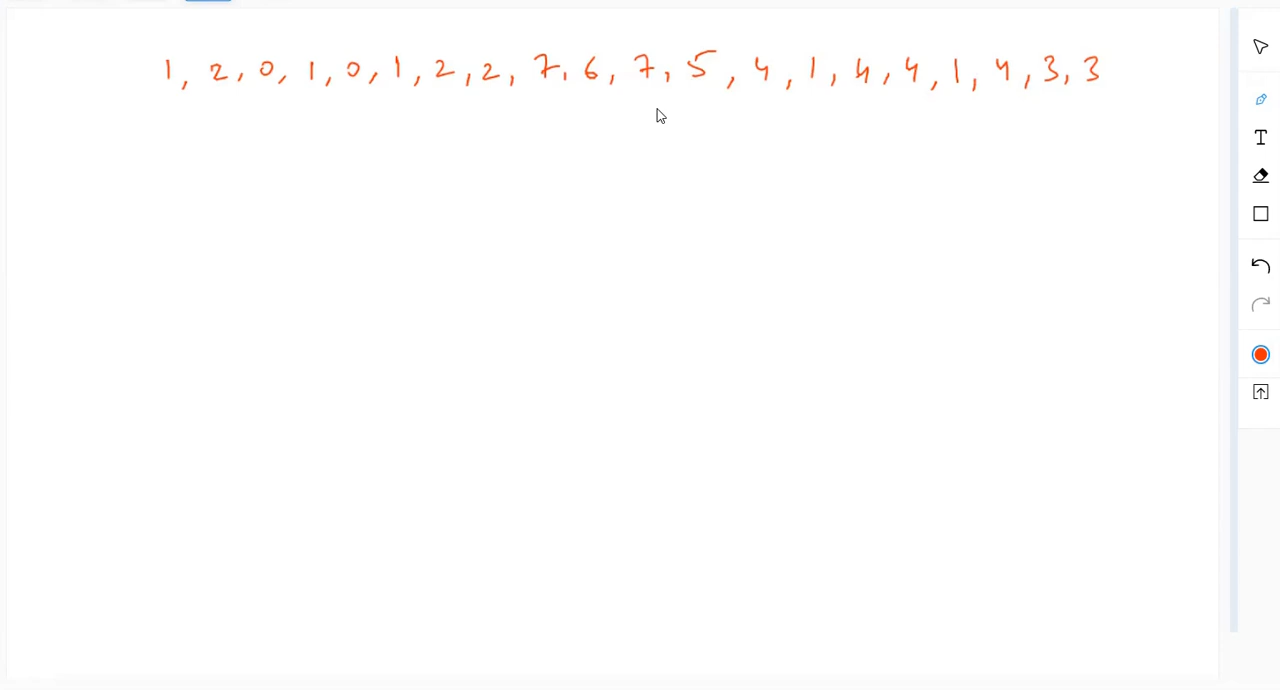 1, 2, 0, 1, 0, 1, 2, 2, 7, 6, 7, 5, 4, 1, 4, 4, 1, 4, 3, 3
T